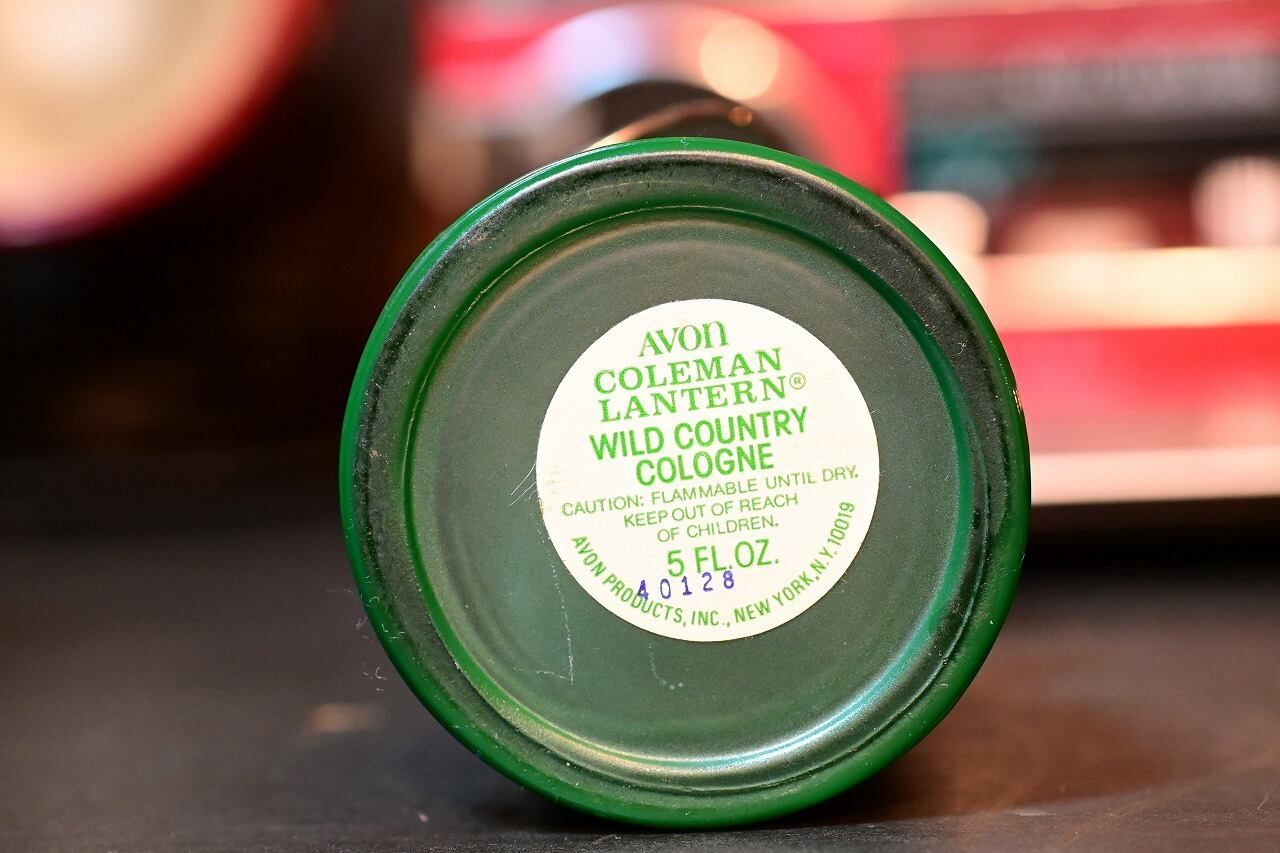 AVON
COLEMAN
LANTERN®
WILD COUNTRY
COLOGNE
CAUTION: FLAMMABLE UNTIL DRY.
KEEP OUT OF REACH
OF CHILDREN.
5 FL. OZ.
40128
AVON PRODUCTS, INC., NEW YORK, N.Y. 10019